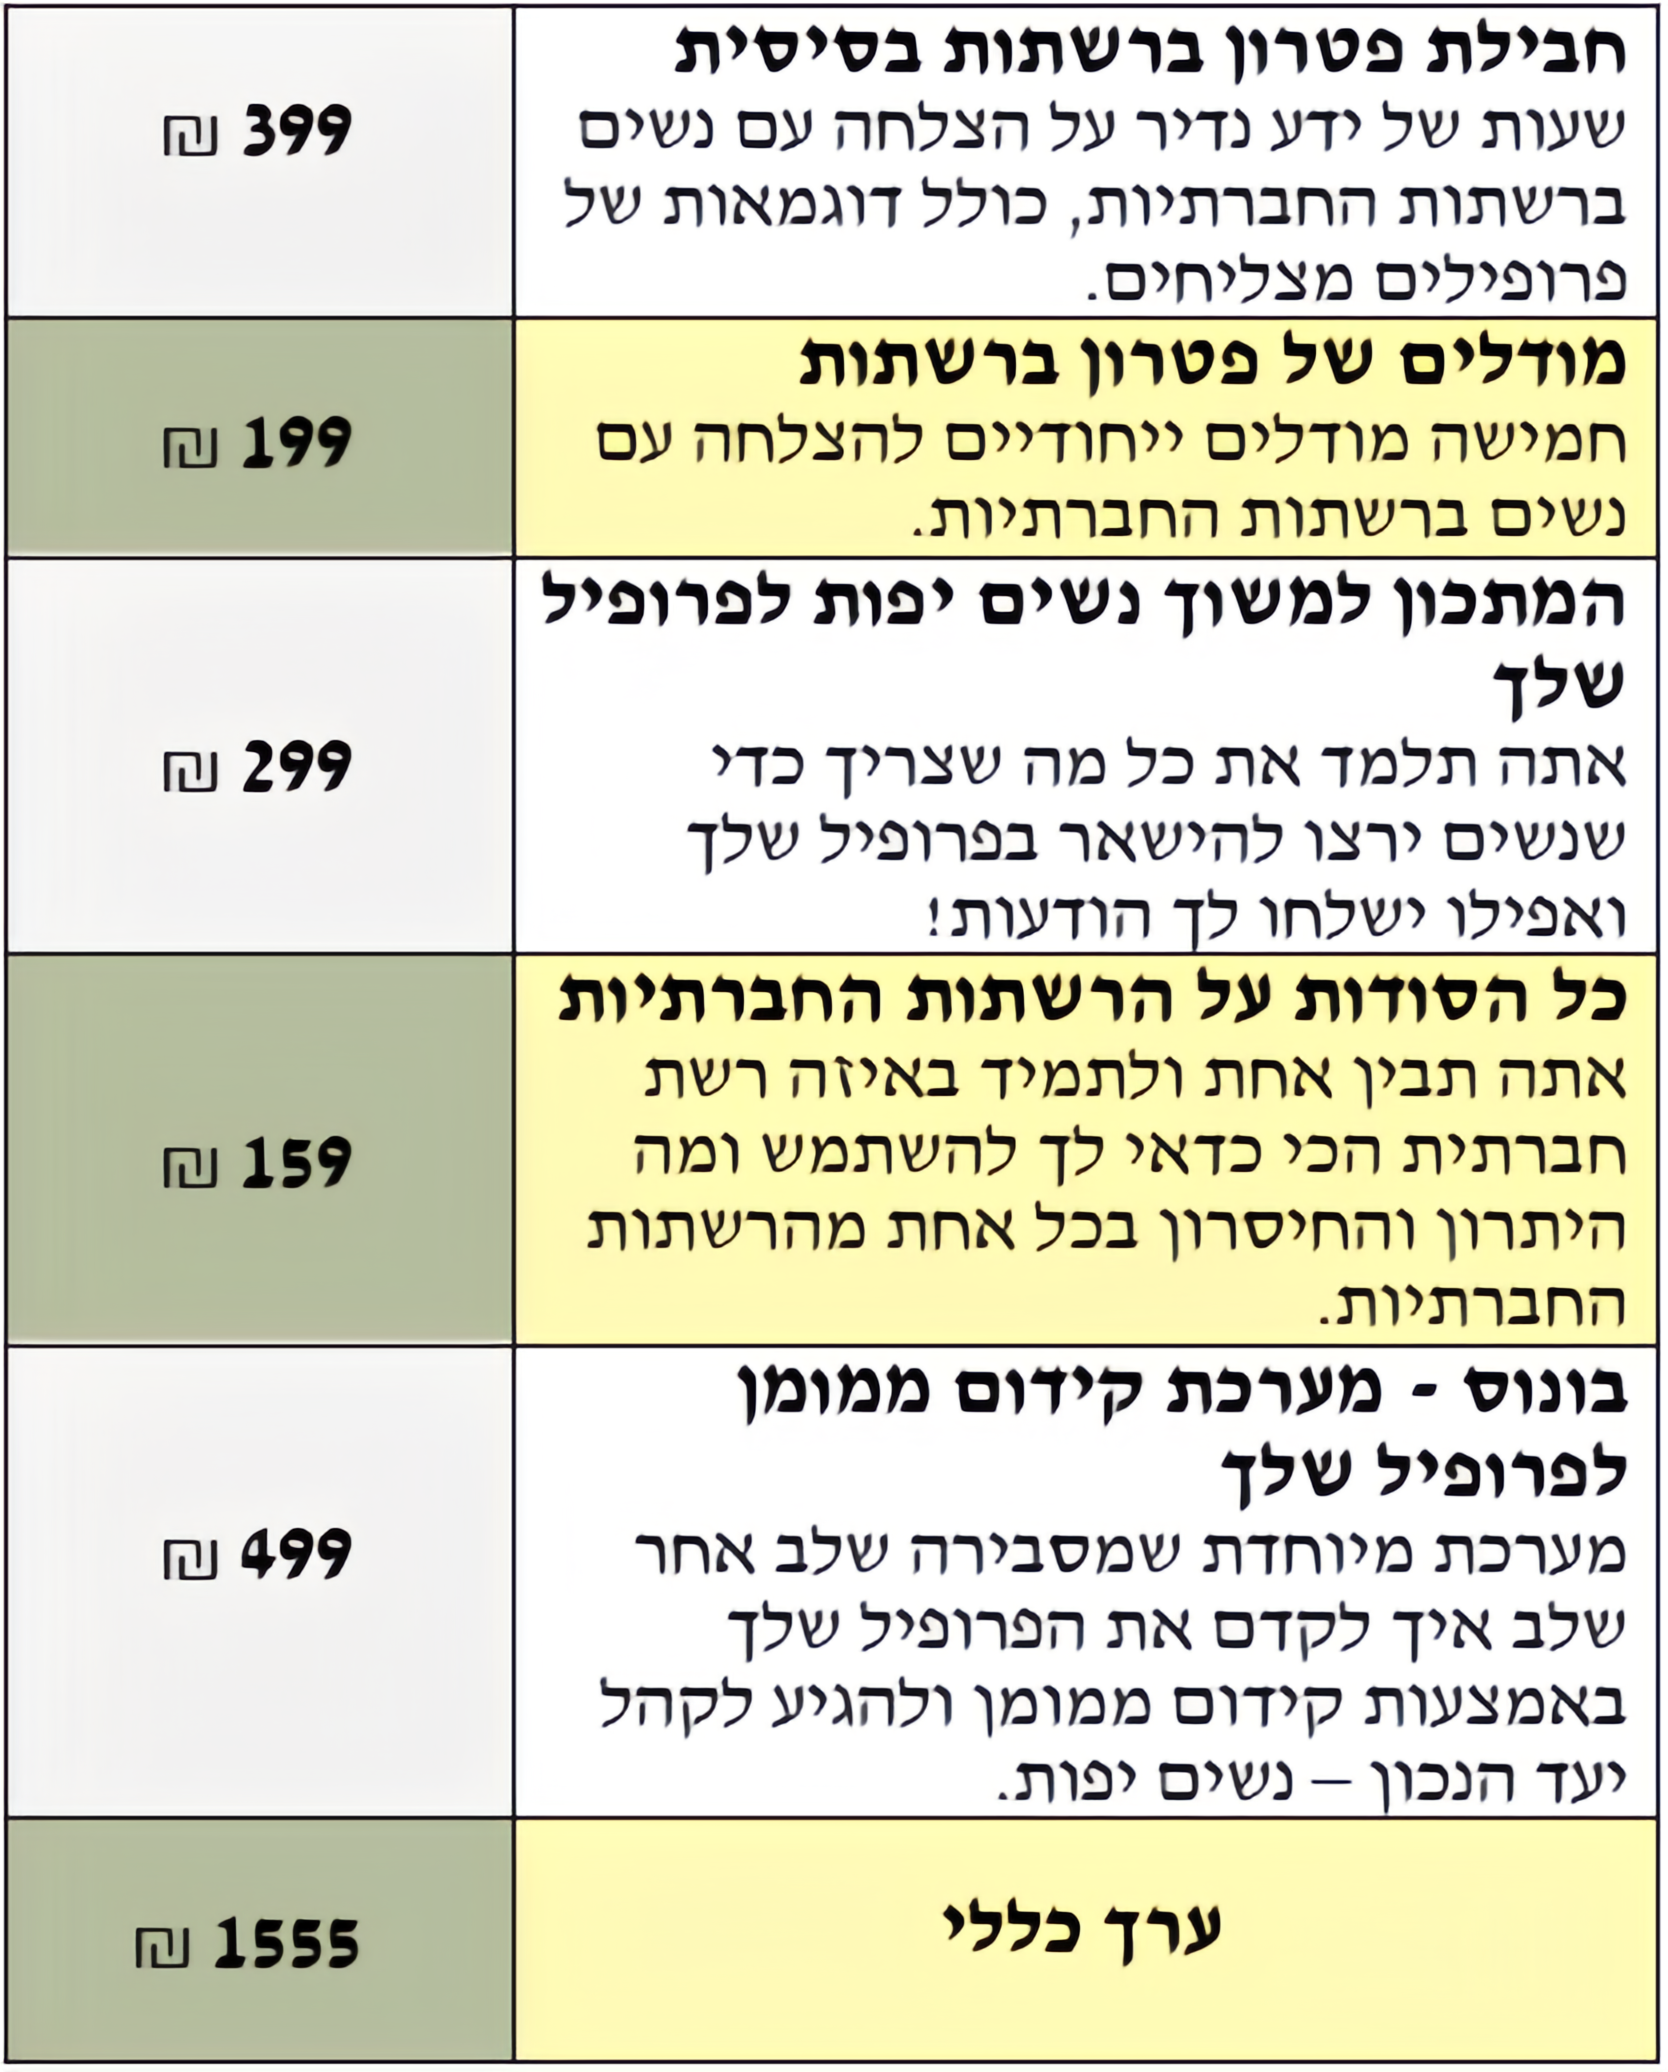 חבילת פטרון ברשתות בסיסית
שעות של ידע נדיר על הצלחה עם נשים
ברשתות החברתיות, כולל דוגמאות של
פרופילים מצליחים.
399 ₪
מודלים של פטרון ברשתות
חמישה מודלים ייחודיים להצלחה עם
נשים ברשתות החברתיות.
199 ₪
המתכון למשוך נשים יפות לפרופיל
שלך
אתה תלמד את כל מה שצריך כדי
שנשים ירצו להישאר בפרופיל שלך
ואפילו ישלחו לך הודעות!
299 ₪
כל הסודות על הרשתות החברתיות
אתה תבין אחת ולתמיד באיזה רשת
חברתית הכי כדאי לך להשתמש ומה
היתרון והחיסרון בכל אחת מהרשתות
החברתיות.
159 ₪
בונוס - מערכת קידום ממומן
לפרופיל שלך
מערכת מיוחדת שמסבירה שלב אחר
שלב איך לקדם את הפרופיל שלך
באמצעות קידום ממומן ולהגיע לקהל
יעד הנכון – נשים יפות.
499 ₪
ערך כללי
1555 ₪